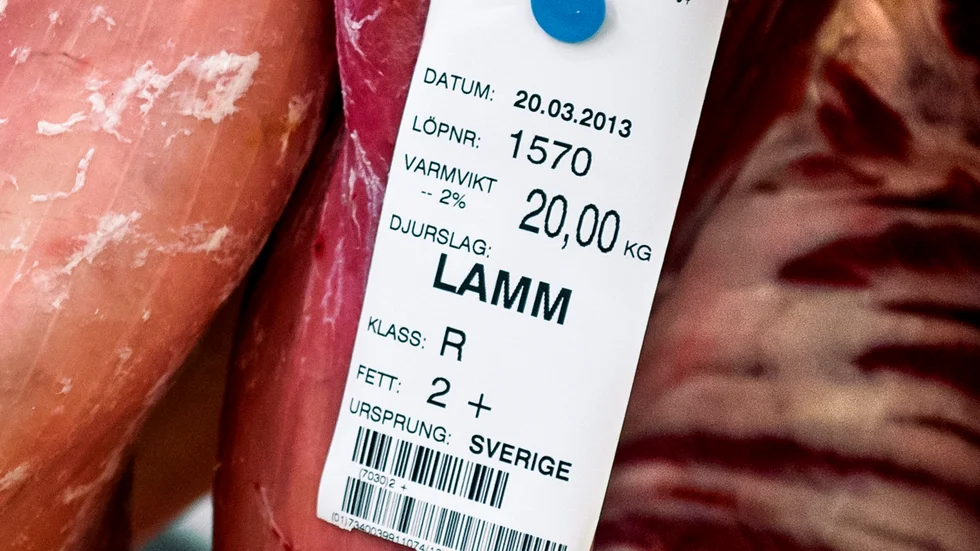 DATUM: 20.03.2013
LÖPNR: 1570
VARMVIKT 20,00 KG
-- 2%
DJURSLAG:
LAMM
KLASS: R
FETT: 2 +
URSPRUNG: SVERIGE
(7030)2 +